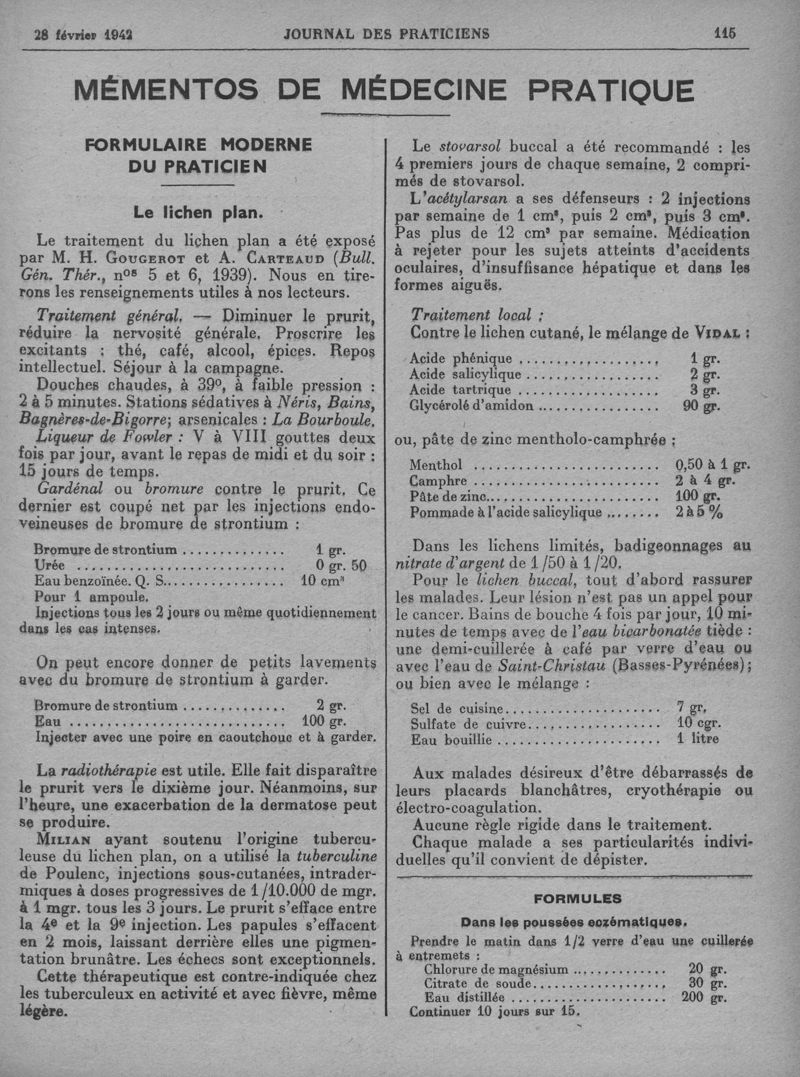 28 février 1942 JOURNAL DES PRATICIENS 115
MÉMENTOS DE MÉDECINE PRATIQUE
FORMULAIRE MODERNE
DU PRATICIEN
Le lichen plan.
Le traitement du lichen plan a été exposé
par M. H. GOUGEROT et A. CARTEAUD (Bull.
Gén. Thér., nos 5 et 6, 1939). Nous en tire-
rons les renseignements utiles à nos lecteurs.
Traitement général. — Diminuer le prurit,
réduire la nervosité générale. Proscrire les
excitants : thé, café, alcool, épices. Repos
intellectuel. Séjour à la campagne.
Douches chaudes, à 39°, à faible pression :
2 à 5 minutes. Stations sédatives à Néris, Bains,
Bagnères-de-Bigorre; arsenicales : La Bourboule.
Liqueur de Fowler : V à VIII gouttes deux
fois par jour, avant le repas de midi et du soir :
15 jours de temps.
Gardénal ou bromure contre le prurit. Ce
dernier est coupé net par les injections endo-
veineuses de bromure de strontium :
Bromure de strontium .............. 1 gr.
Urée ............................ 0 gr. 50
Eau benzoïnée. Q. S................. 10 cm³
Pour 1 ampoule.
Injections tous les 2 jours ou même quotidiennement
dans les cas intenses.
On peut encore donner de petits lavements
avec du bromure de strontium à garder.
Bromure de strontium .............. 2 gr.
Eau ............................. 100 gr.
Injecter avec une poire en caoutchouc et à garder.
La radiothérapie est utile. Elle fait disparaître
le prurit vers le dixième jour. Néanmoins, sur
l'heure, une exacerbation de la dermatose peut
se produire.
MILIAN ayant soutenu l'origine tubercu-
leuse du lichen plan, on a utilisé la tuberculine
de Poulenc, injections sous-cutanées, intrader-
miques à doses progressives de 1/10.000 de mgr.
à 1 mgr. tous les 3 jours. Le prurit s'efface entre
la 4e et la 9e injection. Les papules s'effacent
en 2 mois, laissant derrière elles une pigmen-
tation brunâtre. Les échecs sont exceptionnels.
Cette thérapeutique est contre-indiquée chez
les tuberculeux en activité et avec fièvre, même
légère.
Le stovarsol buccal a été recommandé : les
4 premiers jours de chaque semaine, 2 compri-
més de stovarsol.
L'acétylarsan a ses défenseurs : 2 injections
par semaine de 1 cm³, puis 2 cm³, puis 3 cm³.
Pas plus de 12 cm³ par semaine. Médication
à rejeter pour les sujets atteints d'accidents
oculaires, d'insuffisance hépatique et dans les
formes aiguës.
Traitement local :
Contre le lichen cutané, le mélange de VIDAL :
Acide phénique ................... 1 gr.
Acide salicylique .................. 2 gr.
Acide tartrique ................... 3 gr.
Glycérolé d'amidon ................ 90 gr.
ou, pâte de zinc mentholo-camphrée :
Menthol ......................... 0,50 à 1 gr.
Camphre ......................... 2 à 4 gr.
Pâte de zinc....................... 100 gr.
Pommade à l'acide salicylique ........ 2 à 5 %
Dans les lichens limités, badigeonnages au
nitrate d'argent de 1/50 à 1/20.
Pour le lichen buccal, tout d'abord rassurer
les malades. Leur lésion n'est pas un appel pour
le cancer. Bains de bouche 4 fois par jour, 10 mi-
nutes de temps avec de l'eau bicarbonatée tiède :
une demi-cuillerée à café par verre d'eau ou
avec l'eau de Saint-Christau (Basses-Pyrénées);
ou bien avec le mélange :
Sel de cuisine..................... 7 gr.
Sulfate de cuivre.................. 10 cgr.
Eau bouillie ...................... 1 litre
Aux malades désireux d'être débarrassés de
leurs placards blanchâtres, cryothérapie ou
électro-coagulation.
Aucune règle rigide dans le traitement.
Chaque malade a ses particularités indivi-
duelles qu'il convient de dépister.
FORMULES
Dans les poussées eczématiques.
Prendre le matin dans 1/2 verre d'eau une cuillerée
à entremets :
Chlorure de magnésium .............. 20 gr.
Citrate de soude.................... 30 gr.
Eau distillée ...................... 200 gr.
Continuer 10 jours sur 15.